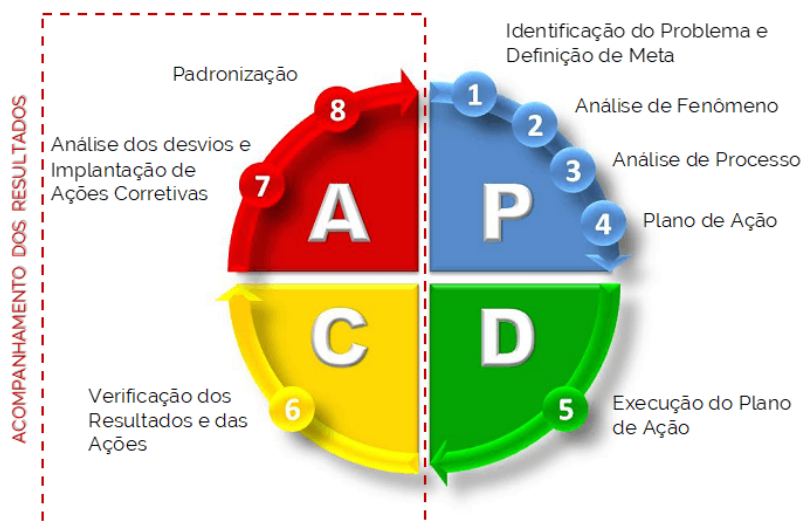 Identificação do Problema e
Definição de Meta
1
Análise de Fenômeno
2
Análise de Processo
3
Plano de Ação
4
P
D
5
Execução do Plano
de Ação
C
6
Verificação dos
Resultados e das
Ações
A
7
Análise dos desvios e
Implantação de
Ações Corretivas
8
Padronização
ACOMPANHAMENTO DOS RESULTADOS